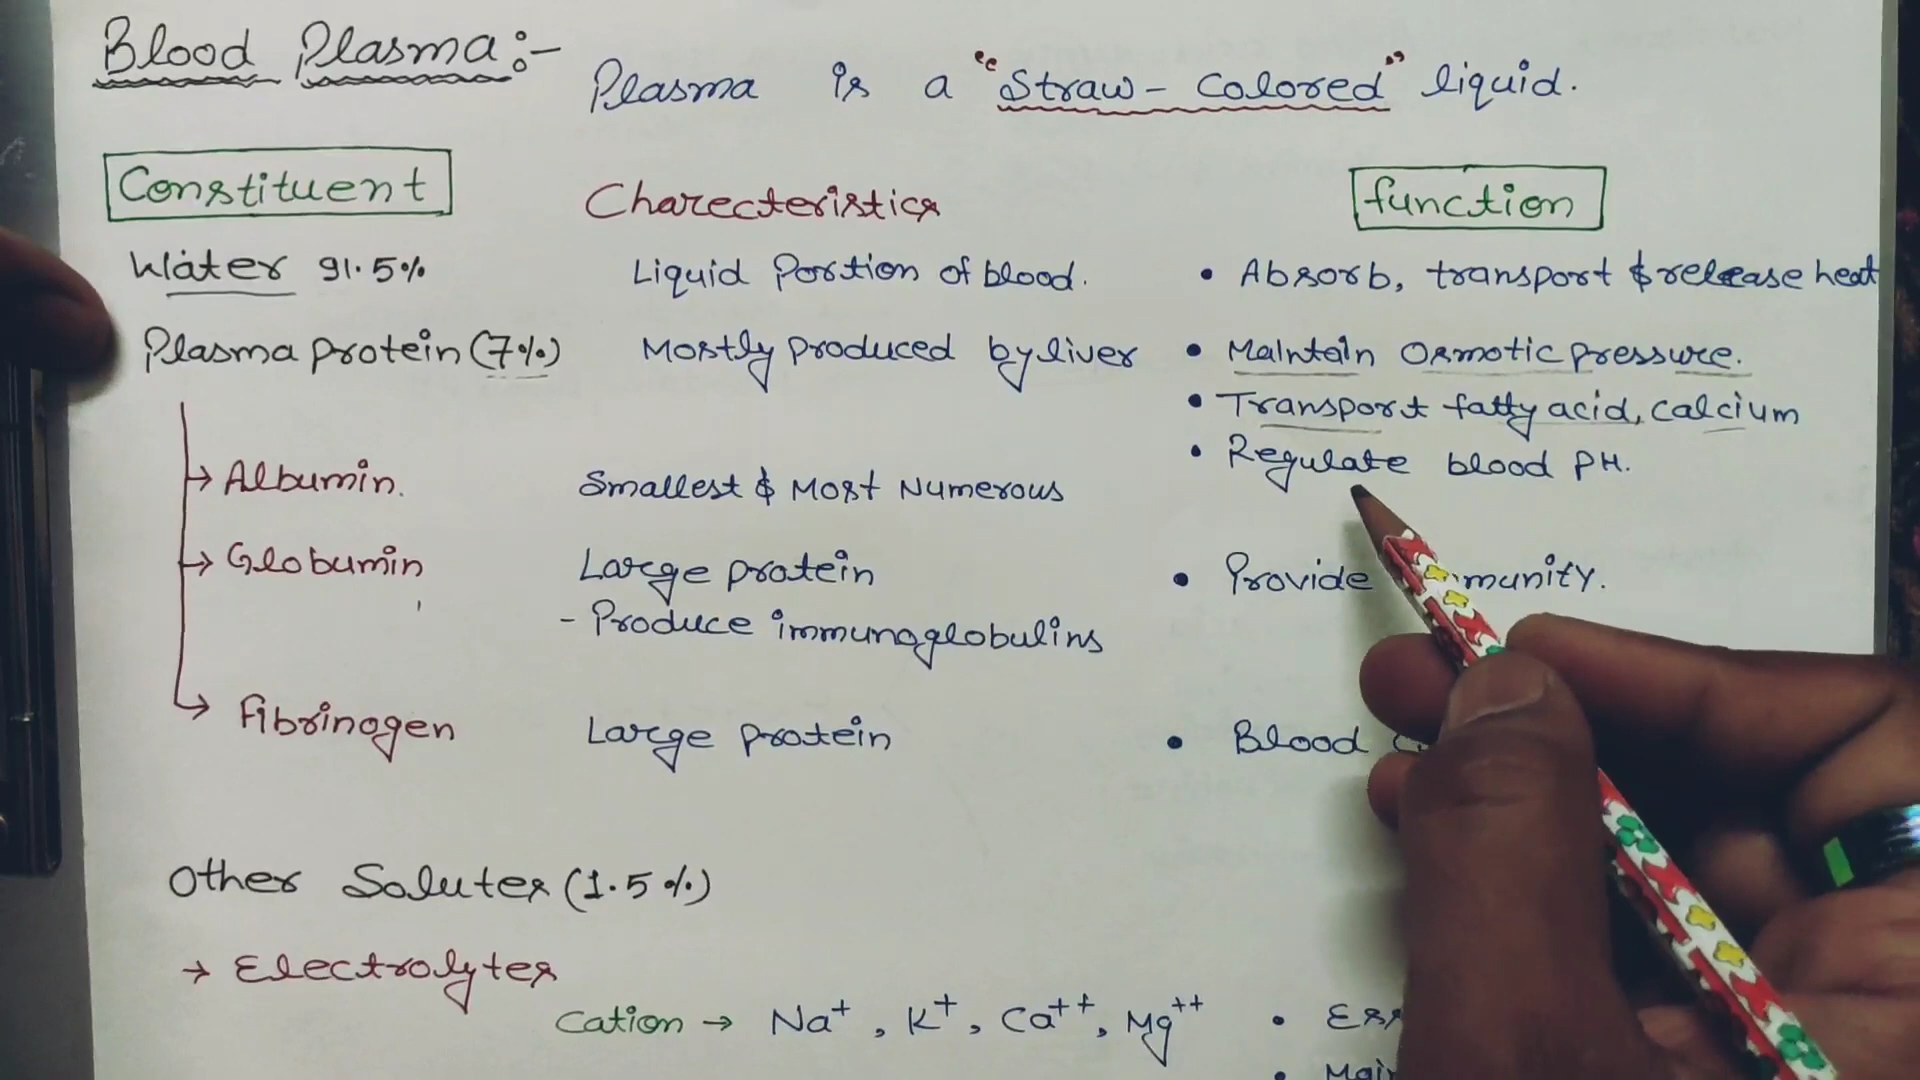 Blood Plasma:-
Plasma is a "Straw-Colored" liquid.
Constituent Charecteristics function
Water 91.5% Liquid Portion of blood. • Absorb, transport & release heat
Plasma protein (7%) Mostly produced by liver • Maintain Osmotic pressure.
• Transport fatty acid, calcium
• Regulate blood PH.
→ Albumin. Smallest & Most Numerous
→ Globumin Large protein • Provide munity.
- Produce immunoglobulins
→ Fibrinogen Large protein • Blood
Other Solutes (1.5%)
→ Electrolytes
Cation → Na+, K+, Ca++, Mg++ •
•